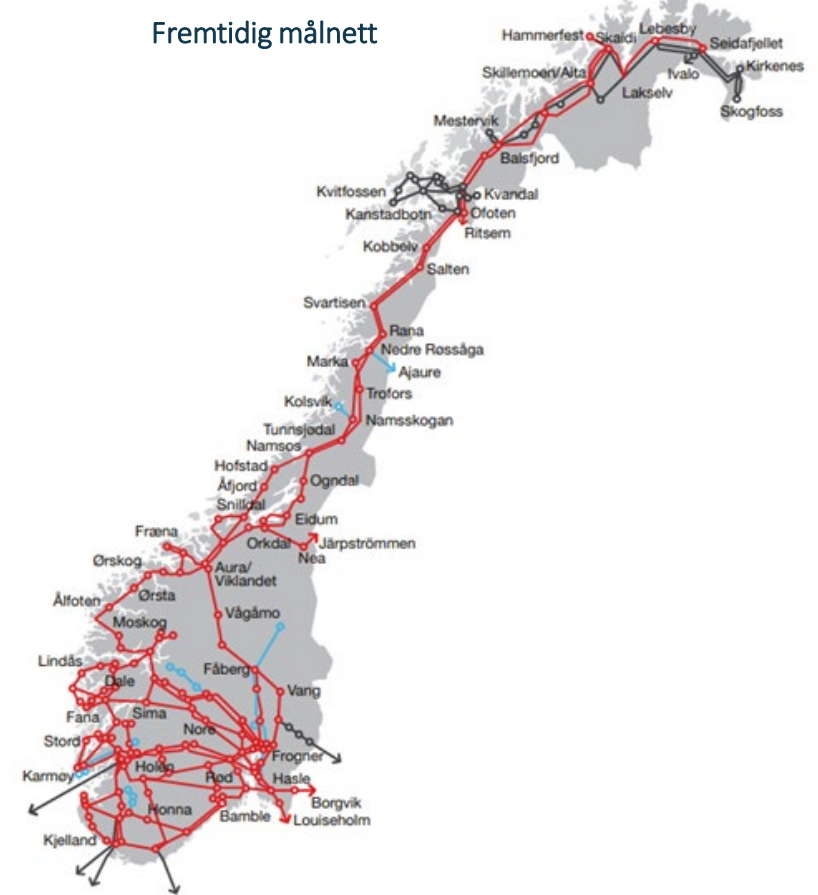 Fremtidig målnett
Lebesby
Hammerfest
Skaidi
Seidafjellet
Kirkenes
Ivalo
Skillemoen/Alta
Lakselv
Skogfoss
Mestervik
Balsfjord
Kvitfossen
Kvandal
Kanstadbotn
Ofoten
Ritsem
Kobbelv
Salten
Svartisen
Rana
Nedre Røssåga
Marka
Ajaure
Trofors
Kolsvik
Namsskogan
Tunnsjødal
Namsos
Hofstad
Ogndal
Åfjord
Snilldal
Eidum
Fræna
Orkdal
Järpströmmen
Nea
Ørskog
Aura/
Viklandet
Ørsta
Ålfoten
Vågåmo
Moskog
Lindås
Fåberg
Dale
Vang
Fana
Sima
Nore
Stord
Frogner
Holen
Karmøy
Rød
Hasle
Borgvik
Honna
Bamble
Louiseholm
Kjelland